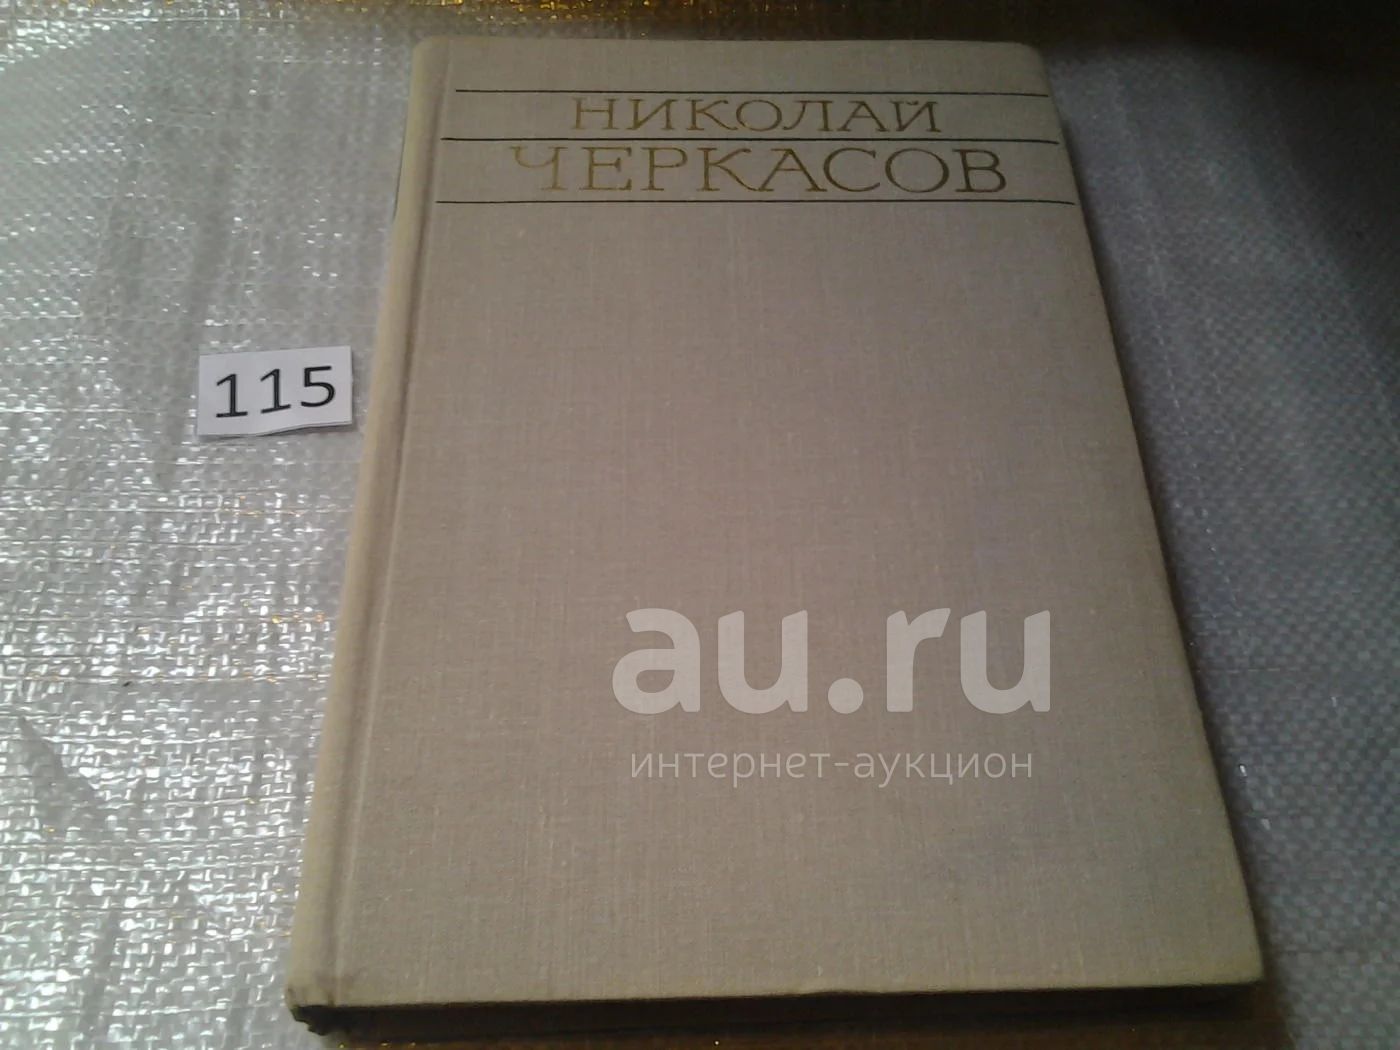 НИКОЛАЙ
ЧЕРКАСОВ
115
au.ru
интернет-аукцион